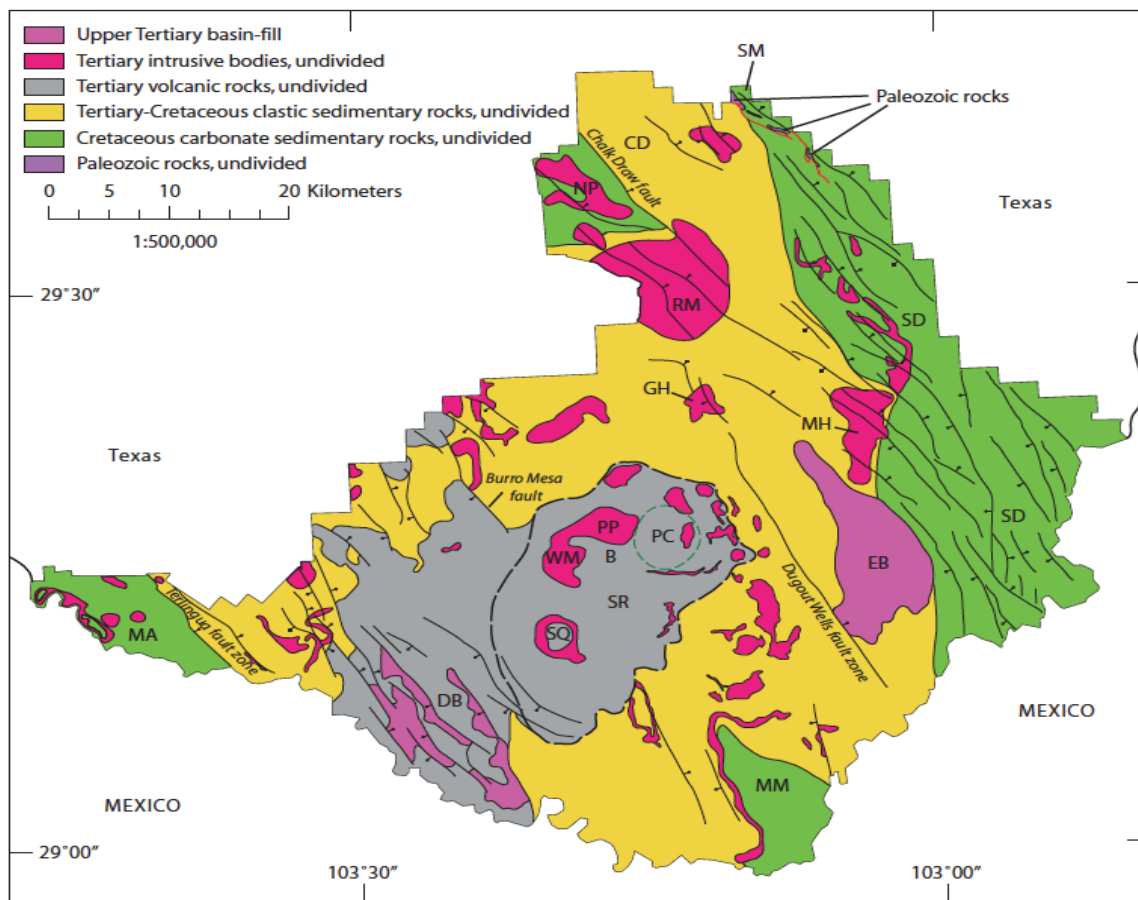 Upper Tertiary basin-fill
Tertiary intrusive bodies, undivided
Tertiary volcanic rocks, undivided
Tertiary-Cretaceous clastic sedimentary rocks, undivided
Cretaceous carbonate sedimentary rocks, undivided
Paleozoic rocks, undivided
0 5 10 20 Kilometers
1:500,000
SM
Paleozoic rocks
CD
Chalk Draw fault
NP
Texas
29°30"
RM
SD
GH
MH
Texas
Burro Mesa
fault
PP
PC
WM
B
SD
EB
SR
Terlingua fault zone
MA
SQ
Dugout Wells fault zone
DB
MEXICO
MM
MEXICO
29°00"
103°30"
103°00"